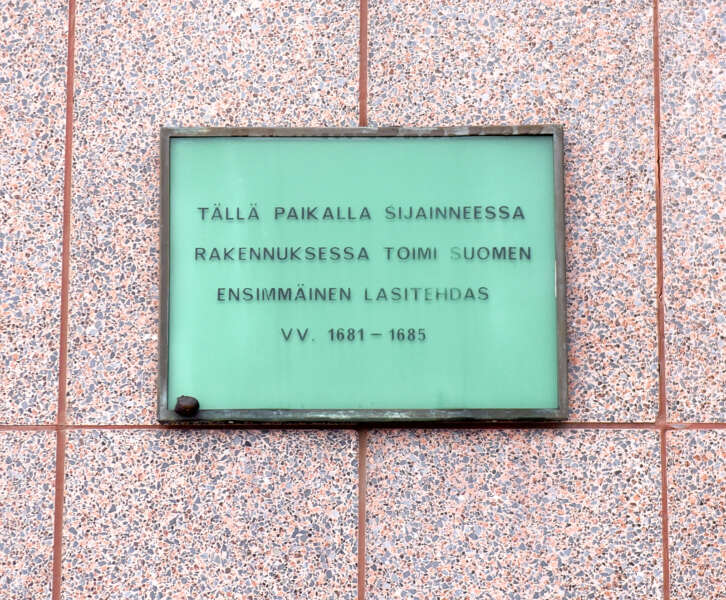 TÄLLÄ PAIKALLA SIJAINNEESSA
RAKENNUKSESSA TOIMI SUOMEN
ENSIMMÄINEN LASITEHDAS
VV. 1681 – 1685